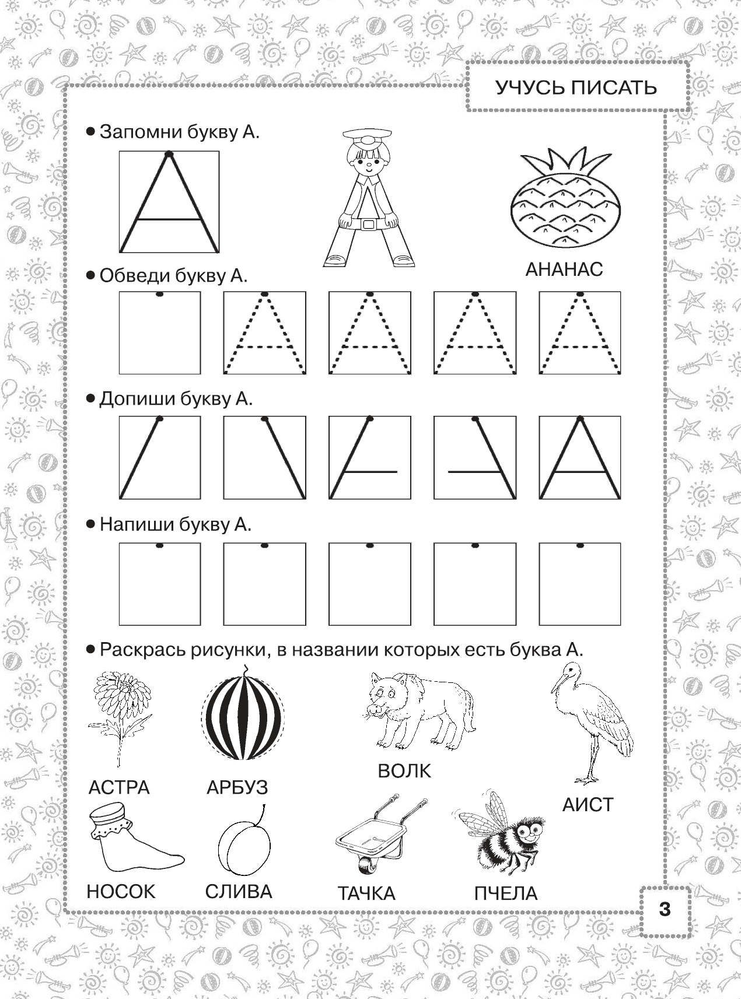 УЧУСЬ ПИСАТЬ
• Запомни букву А.
А
АНАНАС
• Обведи букву А.
А А А А
• Допиши букву А.
А
• Напиши букву А.
• Раскрась рисунки, в названии которых есть буква А.
АСТРА АРБУЗ ВОЛК АИСТ
НОСОК СЛИВА ТАЧКА ПЧЕЛА
3